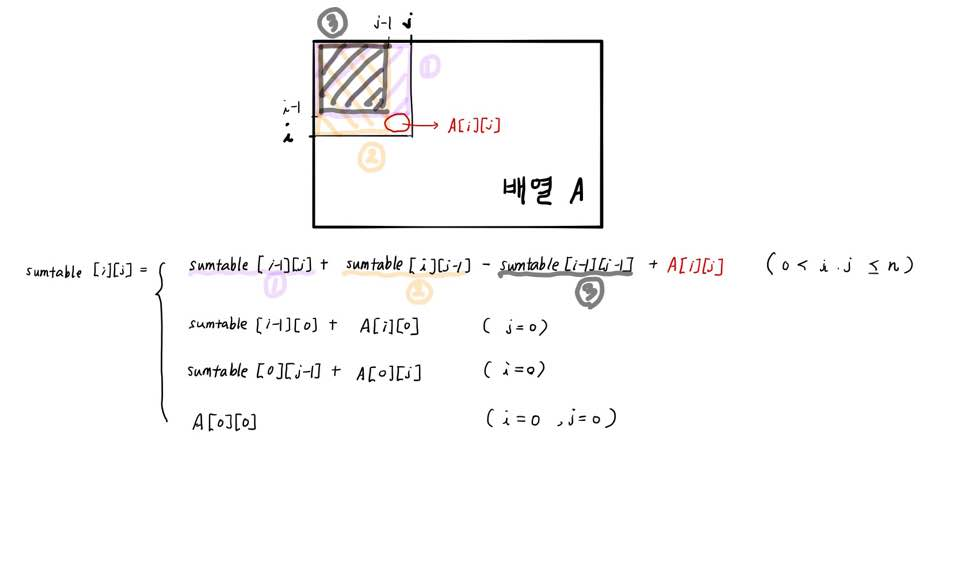 ③ j-1 j
①
i-1
i
A[i][j]
②
배열 A
sumtable [i][j] = sumtable [i-1][j] + sumtable [i][j-1] - sumtable [i-1][j-1] + A[i][j] (0 < i . j ≤ n)
① ② ③
sumtable [i-1][0] + A[i][0] ( j=0)
sumtable [0][j-1] + A[0][j] ( i=0)
A[0][0] ( i=0 , j=0)